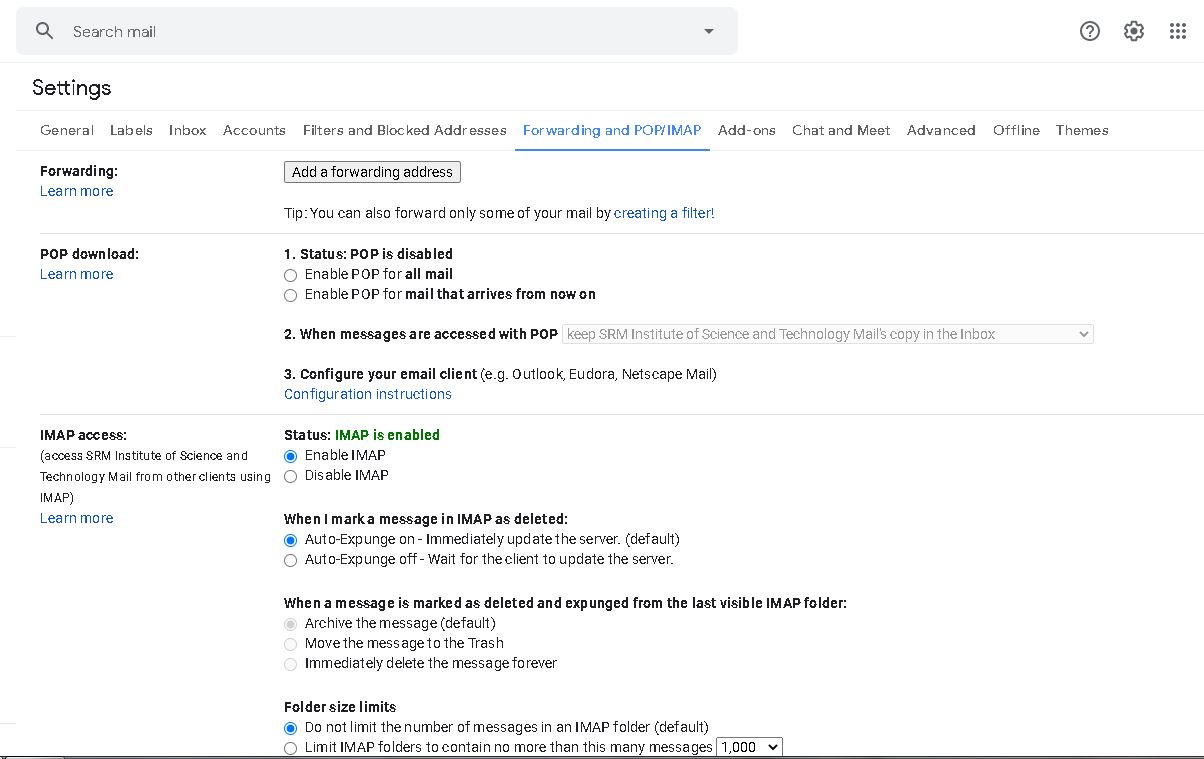 Search mail
Settings
General Labels Inbox Accounts Filters and Blocked Addresses Forwarding and POP/IMAP Add-ons Chat and Meet Advanced Offline Themes
Forwarding:
Learn more
Add a forwarding address
Tip: You can also forward only some of your mail by creating a filter!
POP download:
Learn more
1. Status: POP is disabled
Enable POP for all mail
Enable POP for mail that arrives from now on
2. When messages are accessed with POP keep SRM Institute of Science and Technology Mail's copy in the Inbox
3. Configure your email client (e.g. Outlook, Eudora, Netscape Mail)
Configuration instructions
IMAP access:
(access SRM Institute of Science and
Technology Mail from other clients using
IMAP)
Learn more
Status: IMAP is enabled
Enable IMAP
Disable IMAP
When I mark a message in IMAP as deleted:
Auto-Expunge on - Immediately update the server. (default)
Auto-Expunge off - Wait for the client to update the server.
When a message is marked as deleted and expunged from the last visible IMAP folder:
Archive the message (default)
Move the message to the Trash
Immediately delete the message forever
Folder size limits
Do not limit the number of messages in an IMAP folder (default)
Limit IMAP folders to contain no more than this many messages 1,000